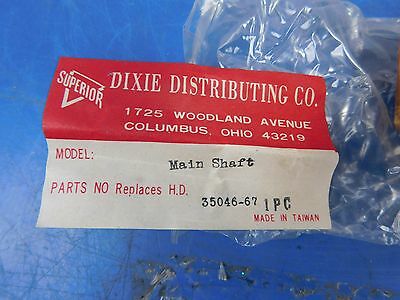 SUPERIOR
DIXIE DISTRIBUTING CO.
1725 WOODLAND AVENUE
COLUMBUS, OHIO 43219
MODEL: Main Shaft
PARTS NO Replaces H.D. 35046-67 1PC
MADE IN TAIWAN